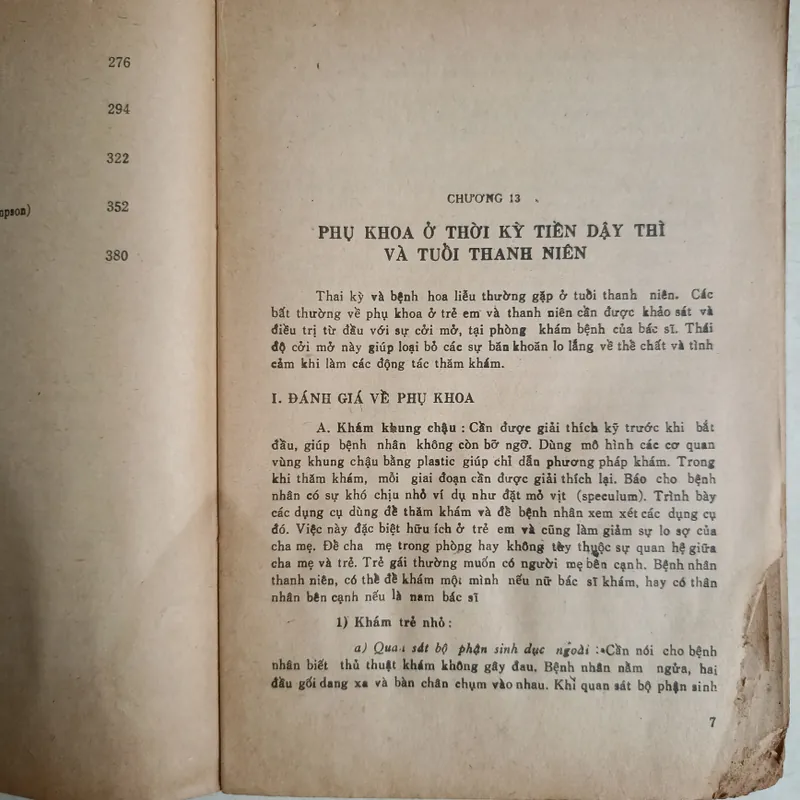 276
294
322
352
380
CHƯƠNG 13
PHỤ KHOA Ở THỜI KỲ TIỀN DẬY THÌ
VÀ TUỔI THANH NIÊN
Thai kỳ và bệnh hoa liễu thường gặp ở tuổi thanh niên. Các
bất thường về phụ khoa ở trẻ em và thanh niên cần được khảo sát và
điều trị từ đầu với sự cởi mở, tại phòng khám bệnh của bác sĩ. Thái
độ cởi mở này giúp loại bỏ các sự băn khoăn lo lắng về thể chất và tình
cảm khi làm các động tác thăm khám.
I. ĐÁNH GIÁ VỀ PHỤ KHOA
A. Khám khung chậu : Cần được giải thích kỹ trước khi bắt
đầu, giúp bệnh nhân không còn bỡ ngỡ. Dùng mô hình các cơ quan
vùng khung chậu bằng plastic giúp chỉ dẫn phương pháp khám. Trong
khi thăm khám, mỗi giai đoạn cần được giải thích lại. Báo cho bệnh
nhân có sự khó chịu nhỏ ví dụ như đặt mỏ vịt (speculum). Trình bày
các dụng cụ dùng để thăm khám và để bệnh nhân xem xét các dụng cụ
đó. Việc này đặc biệt hữu ích ở trẻ em và cũng làm giảm sự lo sợ của
cha mẹ. Để cha mẹ trong phòng hay không tùy thuộc sự quan hệ giữa
cha mẹ và trẻ. Trẻ gái thường muốn có người mẹ bên cạnh. Bệnh nhân
thanh niên, có thể để khám một mình nếu nữ bác sĩ khám, hay có thân
nhân bên cạnh nếu là nam bác sĩ
1) Khám trẻ nhỏ :
a) Quan sát bộ phận sinh dục ngoài : Cần nói cho bệnh
nhân biết thủ thuật khám không gây đau. Bệnh nhân nằm ngửa, hai
đầu gối dang xa và bàn chân chụm vào nhau. Khi quan sát bộ phận sinh
7